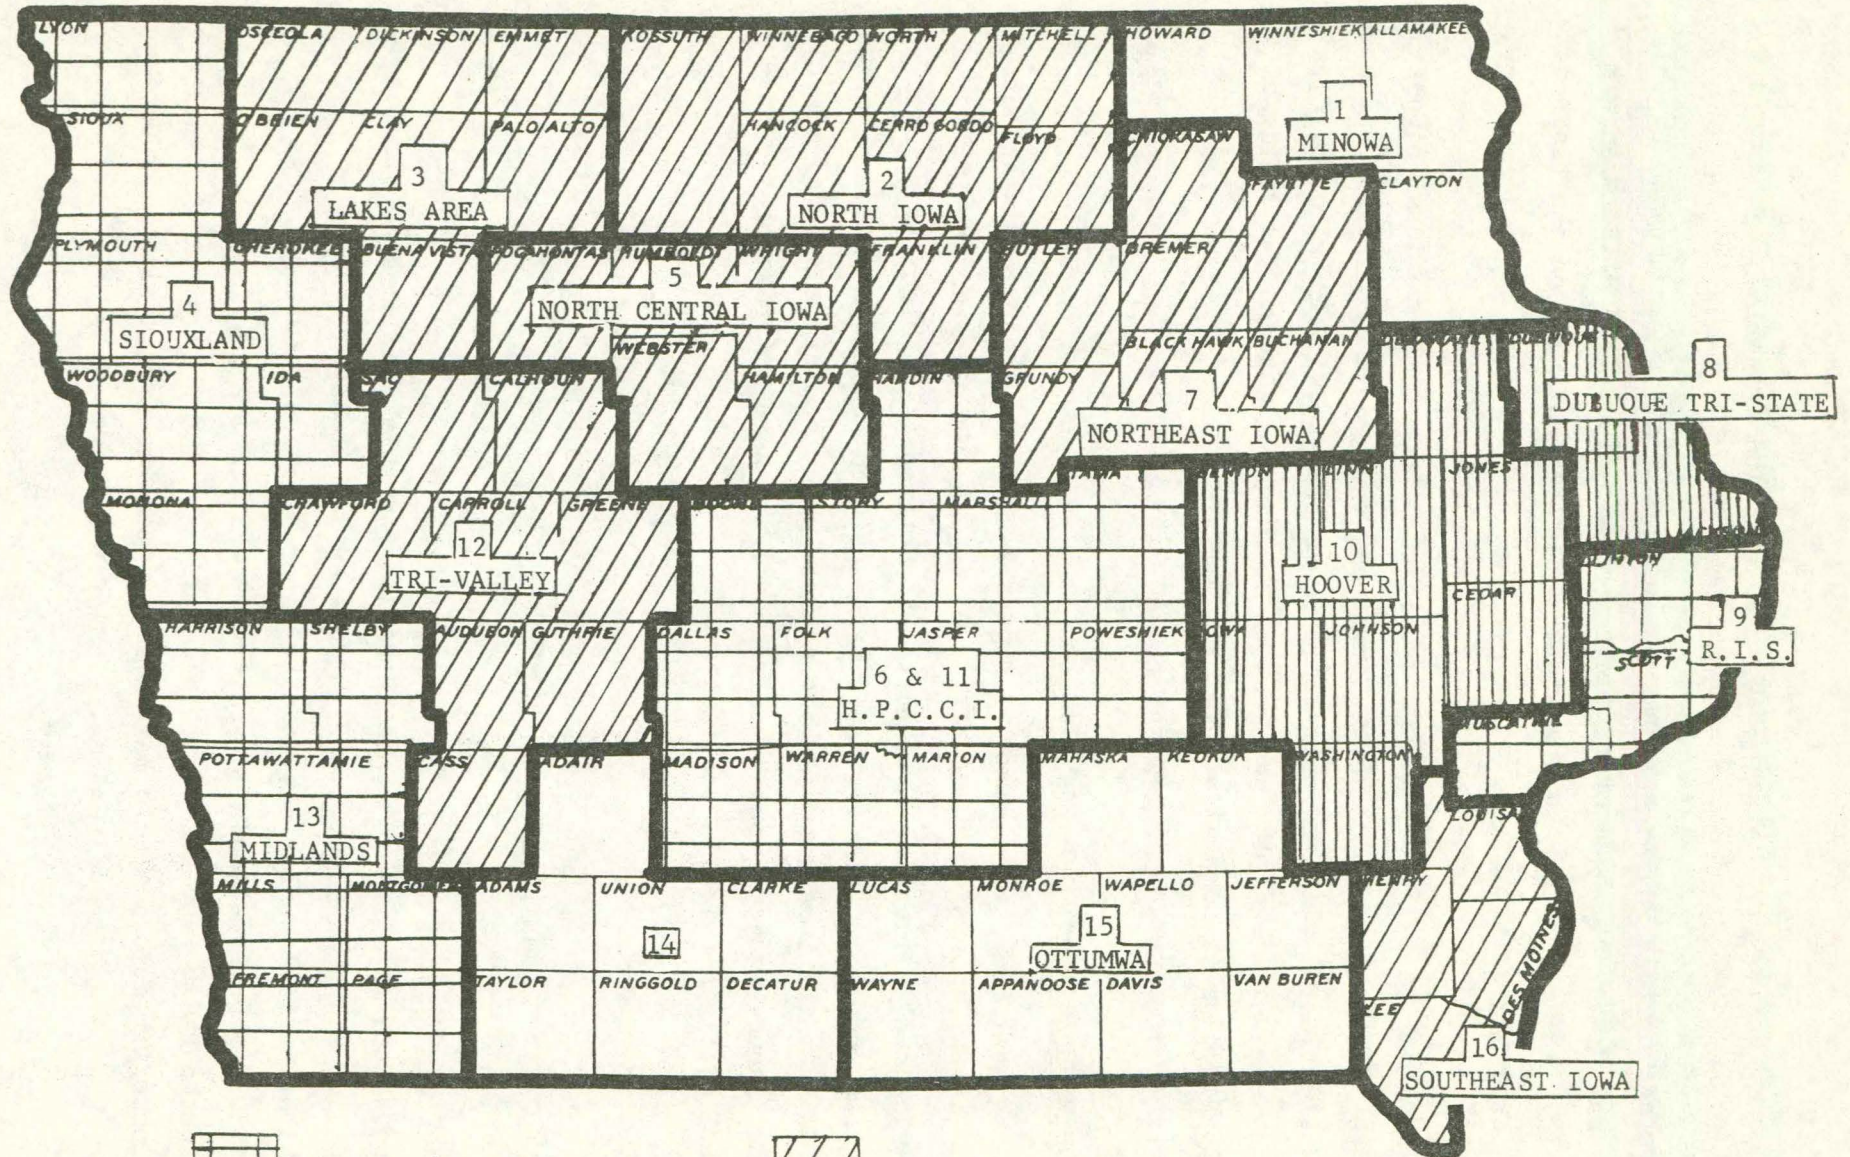 LYON OSCEOLA DICKINSON EMMET KOSSUTH WINNEBAGO WORTH MITCHELL HOWARD WINNESHIEK ALLAMAKEE
1
MINOWA
SIOUX O'BRIEN CLAY PALO ALTO HANCOCK CERRO GORDO FLOYD CHICKASAW
3
LAKES AREA
2
NORTH IOWA
FAYETTE CLAYTON
PLYMOUTH CHEROKEE BUENA VISTA POCAHONTAS HUMBOLDT WRIGHT FRANKLIN BUTLER BREMER
4
SIOUXLAND
5
NORTH CENTRAL IOWA
WEBSTER BLACK HAWK BUCHANAN DELAWARE DUBUQUE
8
DUBUQUE TRI-STATE
WOODBURY IDA SAC CALHOUN HAMILTON HARDIN GRUNDY
7
NORTHEAST IOWA
TAMA BENTON LINN JONES
MONONA CRAWFORD CARROLL GREENE BOONE STORY MARSHALL
JACKSON
12
TRI-VALLEY
10
HOOVER
CLINTON
CEDAR
9
R.I.S.
SCOTT
HARRISON SHELBY AUDUBON GUTHRIE DALLAS POLK JASPER POWESHIEK IOWA JOHNSON
6 & 11
H.P.C.C.I.
MUSCATINE
POTTAWATTAMIE CASS ADAIR MADISON WARREN MARION MAHASKA KEOKUK WASHINGTON
13
MIDLANDS
LOUISA
MILLS MONTGOMERY ADAMS UNION CLARKE LUCAS MONROE WAPELLO JEFFERSON HENRY
14
15
OTTUMWA
DES MOINES
FREMONT PAGE TAYLOR RINGGOLD DECATUR WAYNE APPANOOSE DAVIS VAN BUREN LEE
16
SOUTHEAST IOWA